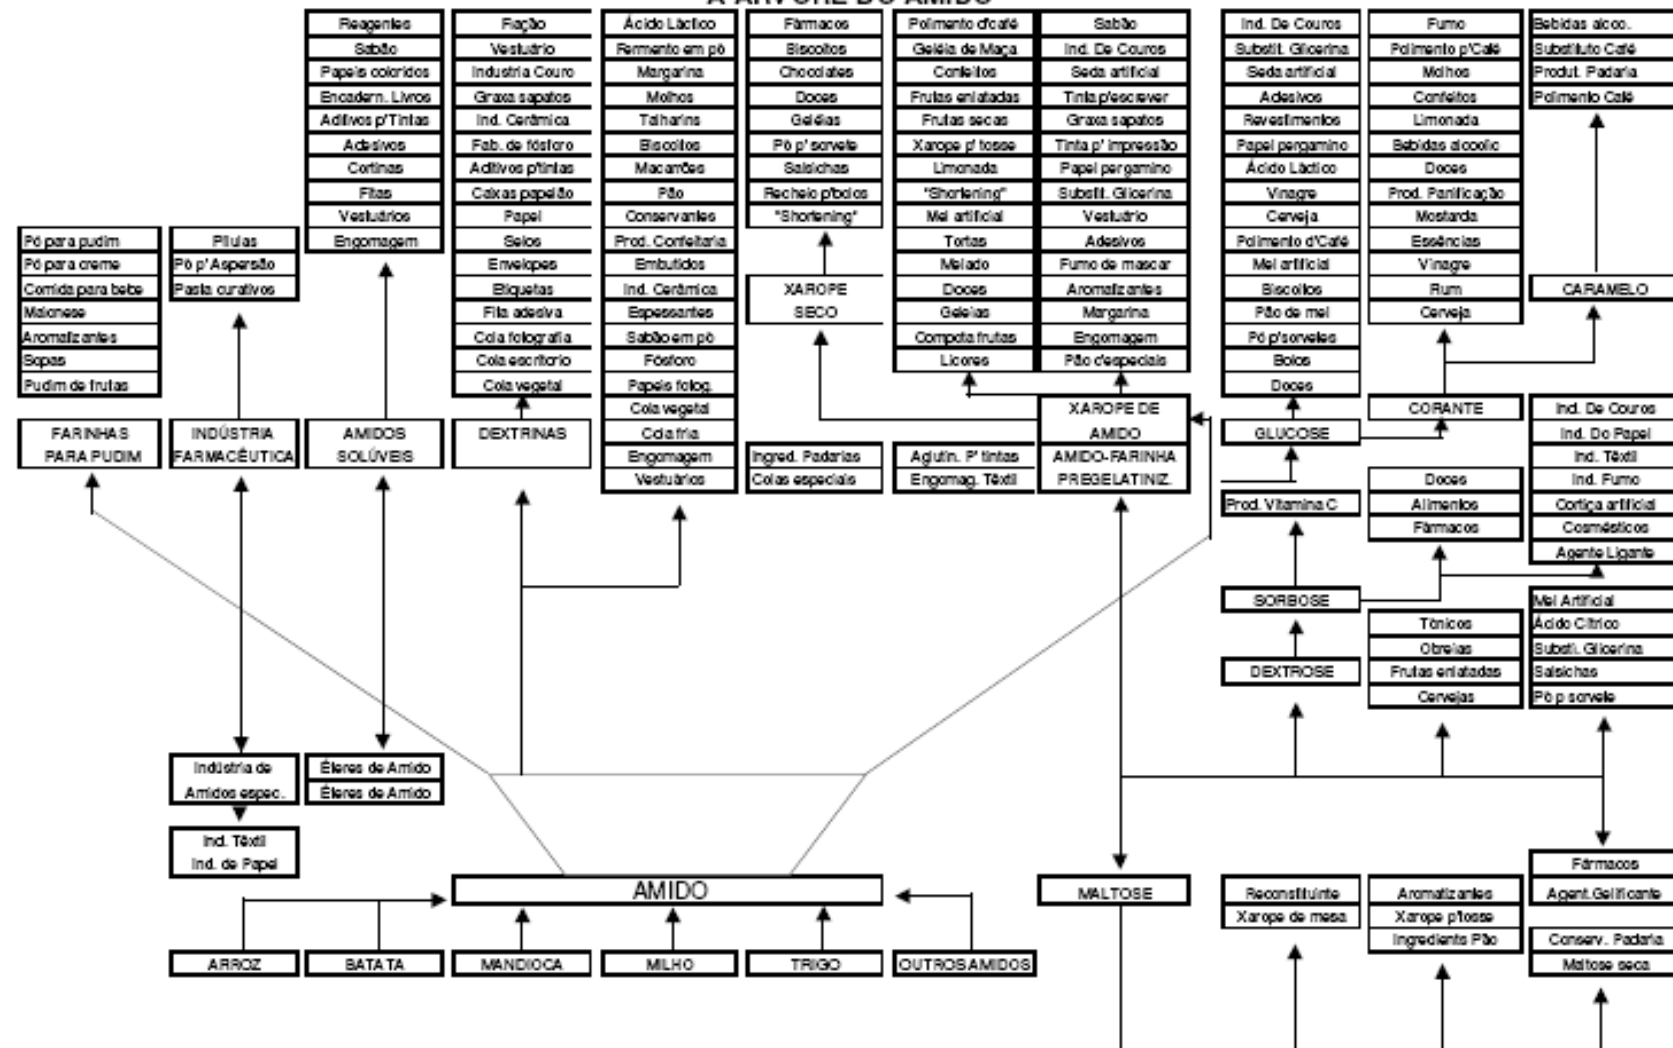 A ÁRVORE DO AMIDO
Reagentes
Sabão
Papeis coloridos
Encadern. Livros
Aditivos p'Tintas
Adesivos
Cortinas
Fitas
Vestuários
Engomagem
Fiação
Vestuário
Industria Couro
Graxa sapatos
Ind. Cerâmica
Fab. de fósforo
Aditivos p'tintas
Caixas papelão
Papel
Selos
Envelopes
Etiquetas
Fita adesiva
Cola fotografia
Cola escritorio
Cola vegetal
Ácido Láctico
Fermento em pó
Margarina
Molhos
Talharins
Biscoitos
Macarrões
Pão
Conservantes
Prod. Confeitaria
Embutidos
Ind. Cerâmica
Espessantes
Sabão em pó
Fósforo
Papeis fotog.
Cola vegetal
Cola fria
Engomagem
Vestuários
Fármacos
Biscoitos
Chocolates
Doces
Geléias
Pó p' sorvete
Salsichas
Recheio p'bolos
"Shortening"
XAROPE
SECO
Ingred. Padarias
Colas especiais
Polimento d'café
Geléia de Maça
Confeitos
Frutas enlatadas
Frutas secas
Xarope p' tosse
Limonada
"Shortening"
Mel artificial
Tortas
Melado
Doces
Geleias
Compota frutas
Licores
Aglutin. P' tintas
Engomag. Têxtil
Sabão
Ind. De Couros
Seda artificial
Tinta p'escrever
Graxa sapatos
Tinta p' impressão
Papel pergamino
Substit. Glicerina
Vestuário
Adesivos
Fumo de mascar
Aromatizantes
Margarina
Engomagem
Pão d'especiais
XAROPE DE
AMIDO
AMIDO-FARINHA
PREGELATINIZ.
Ind. De Couros
Substit. Glicerina
Seda artificial
Adesivos
Revestimentos
Papel pergamino
Ácido Láctico
Vinagre
Cerveja
Polimento d'Café
Mel artificial
Biscoitos
Pão de mel
Pó p'sorvetes
Bolos
Doces
GLUCOSE
Prod. Vitamina C
SORBOSE
DEXTROSE
Fumo
Polimento p'Café
Molhos
Confeitos
Limonada
Bebidas alcoolic
Doces
Prod. Panificação
Mostarda
Essências
Vinagre
Rum
Cerveja
CORANTE
Doces
Alimentos
Fármacos
Tônicos
Obreias
Frutas enlatadas
Cervejas
Bebidas alcoo.
Substituto Café
Produt. Padaria
Polimento Café
CARAMELO
Ind. De Couros
Ind. Do Papel
Ind. Têxtil
Ind. Fumo
Cortiça artificial
Cosmésticos
Agente Ligante
Mel Artificial
Ácido Cítrico
Substi. Glicerina
Salsichas
Pó p sorvete
Pó para pudim
Pó para creme
Comida para bebe
Maionese
Aromatizantes
Sopas
Pudim de frutas
FARINHAS
PARA PUDIM
Pilulas
Pó p' Aspersão
Pasta curativos
INDÚSTRIA
FARMACÊUTICA
AMIDOS
SOLÚVEIS
DEXTRINAS
Indústria de
Amidos espec.
Ind. Têxtil
Ind. de Papel
Éteres de Amido
Éteres de Amido
AMIDO
ARROZ
BATATA
MANDIOCA
MILHO
TRIGO
OUTROS AMIDOS
MALTOSE
Reconstituinte
Xarope de mesa
Aromatizantes
Xarope p'tosse
Ingredients Pão
Fármacos
Agent.Gelificante
Conserv. Padaria
Maltose seca